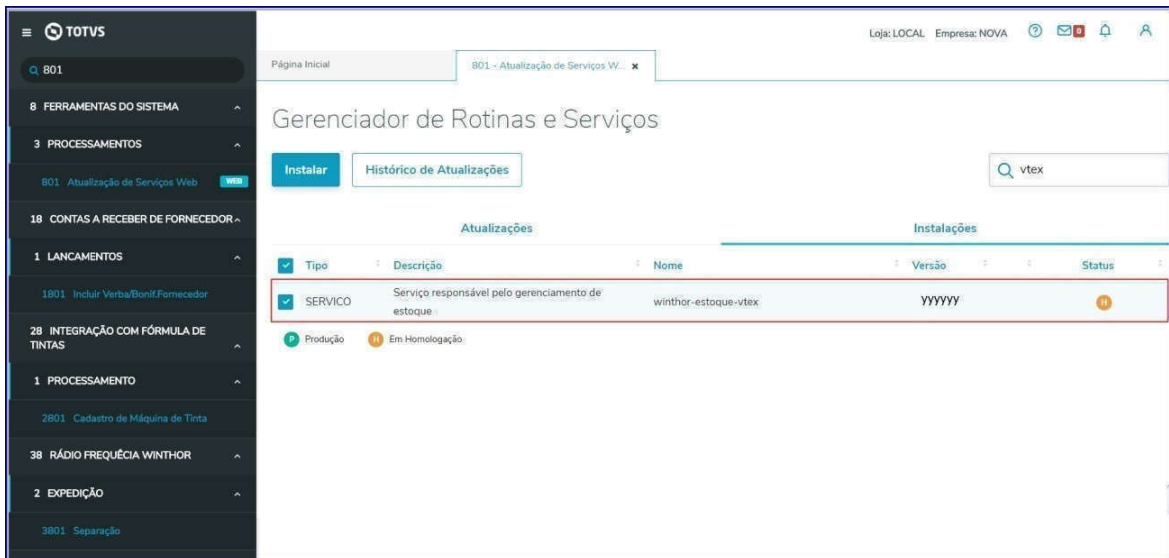 TOTVS
Loja: LOCAL Empresa: NOVA
0
801
Página Inicial
801 - Atualização de Serviços W...
8 FERRAMENTAS DO SISTEMA
Gerenciador de Rotinas e Serviços
3 PROCESSAMENTOS
Instalar
Histórico de Atualizações
vtex
801 Atualização de Serviços Web WEB
18 CONTAS A RECEBER DE FORNECEDOR
Atualizações
Instalações
1 LANCAMENTOS
Tipo Descrição Nome Versão Status
1801 Incluir Verba/Bonif.Fornecedor
SERVICO
Serviço responsável pelo gerenciamento de
estoque
winthor-estoque-vtex
yyyyyy
H
28 INTEGRAÇÃO COM FÓRMULA DE
TINTAS
P Produção H Em Homologação
1 PROCESSAMENTO
2801 Cadastro de Máquina de Tinta
38 RÁDIO FREQUÊCIA WINTHOR
2 EXPEDIÇÃO
3801 Separação